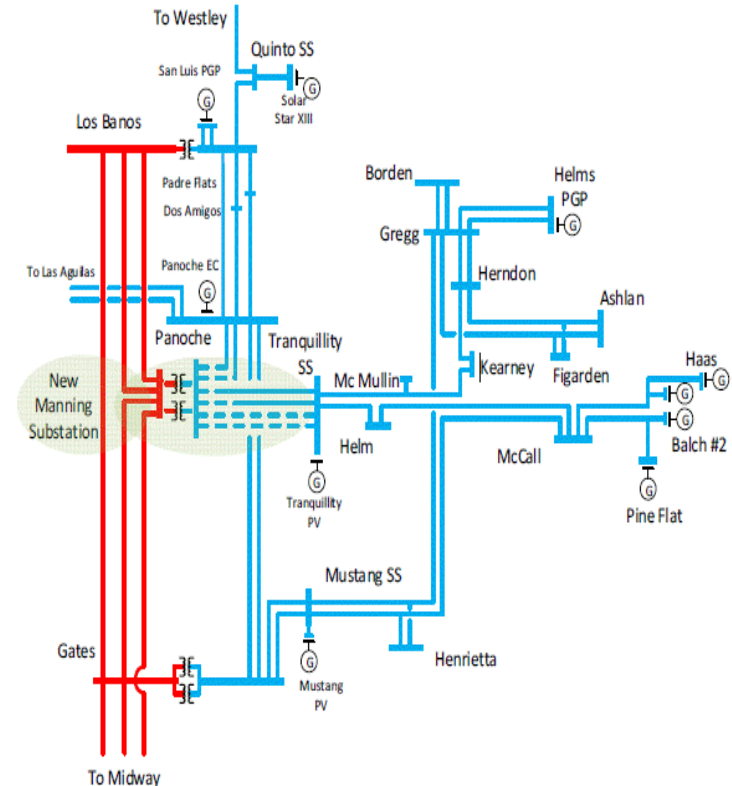 To Westley
Quinto SS
San Luis PGP
G
G
Solar
Star XIII
Los Banos
Padre Flats
Dos Amigos
Borden
Helms
PGP
G
Gregg
To Las Aguilas
Panoche EC
G
Herndon
Ashlan
Panoche
Tranquillity
SS
New
Manning
Substation
Mc Mullin
Kearney
Figarden
Haas
G
G
G
Helm
McCall
Balch #2
G
Tranquillity
PV
G
Pine Flat
Mustang SS
Gates
G
Henrietta
Mustang
PV
To Midway